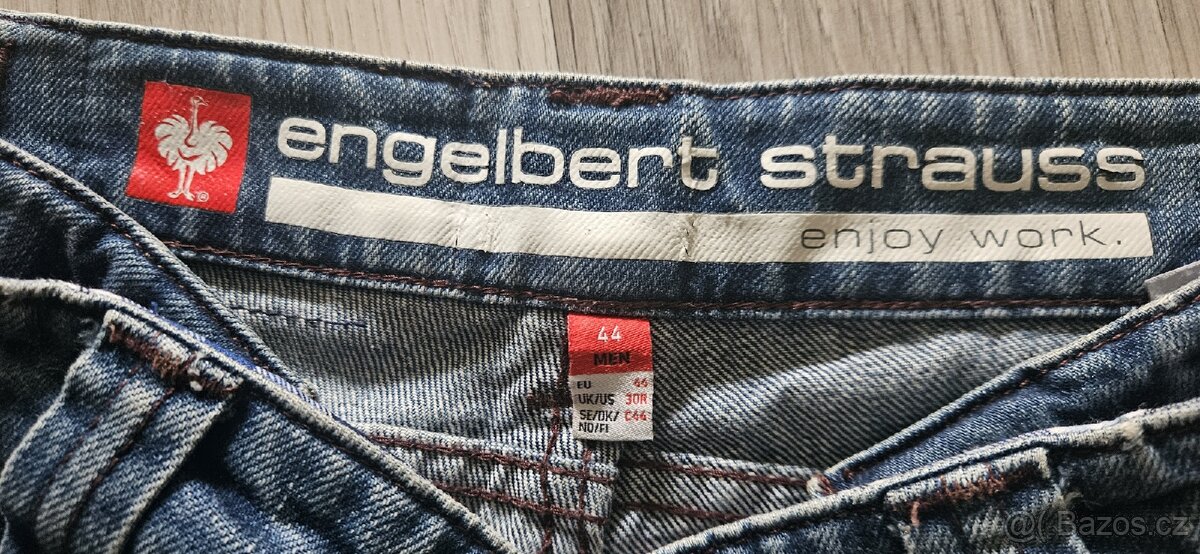 engelbert strauss
enjoy work.
44
MEN
EU 44
UK/US 30R
SE/DK/ C44
NO/FI
@( Bazos.cz